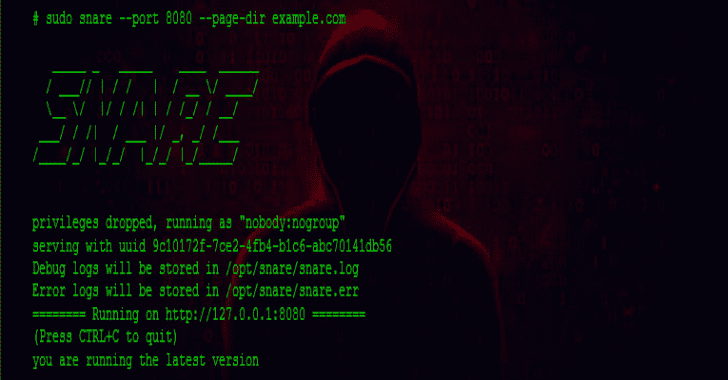 # sudo snare --port 8080 --page-dir example.com
SNARE
privileges dropped, running as "nobody:nogroup"
serving with uuid 9c10172f-7ce2-4fb4-b1c6-abc70141db56
Debug logs will be stored in /opt/snare/snare.log
Error logs will be stored in /opt/snare/snare.err
======== Running on http://127.0.0.1:8080 ========
(Press CTRL+C to quit)
you are running the latest version